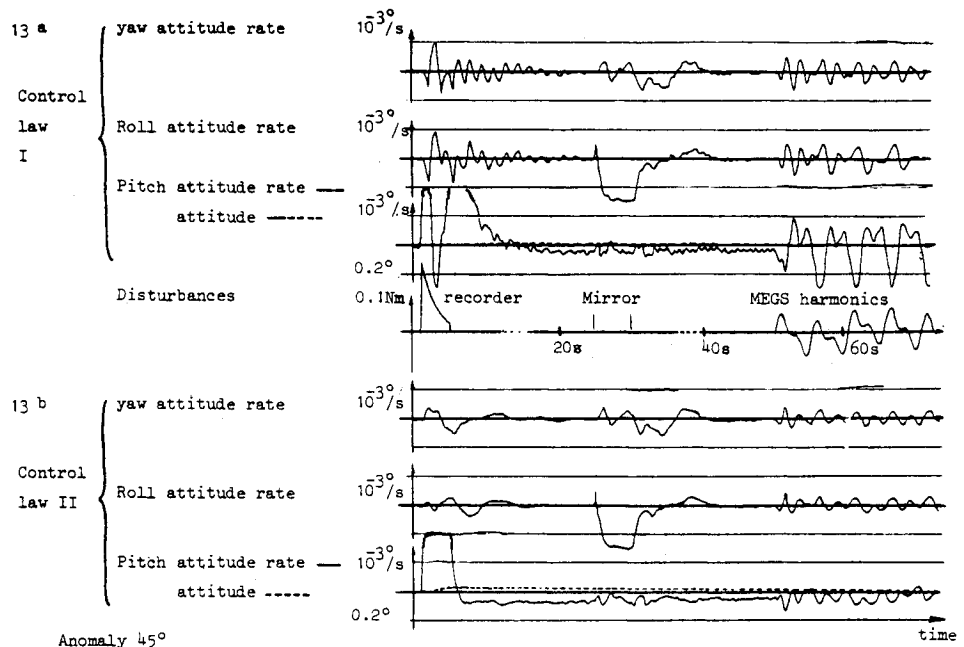 13 a yaw attitude rate 10⁻³°/s
Control
law
I
Roll attitude rate 10⁻³°/s
Pitch attitude rate —
attitude ----- 10⁻³°/s
0.2°
Disturbances 0.1Nm recorder Mirror MEGS harmonics
20s 40s 60s
13 b yaw attitude rate 10⁻³°/s
Control
law II
Roll attitude rate 10⁻³°/s
Pitch attitude rate — 10⁻³°/s
attitude -----
0.2°
time
Anomaly 45°